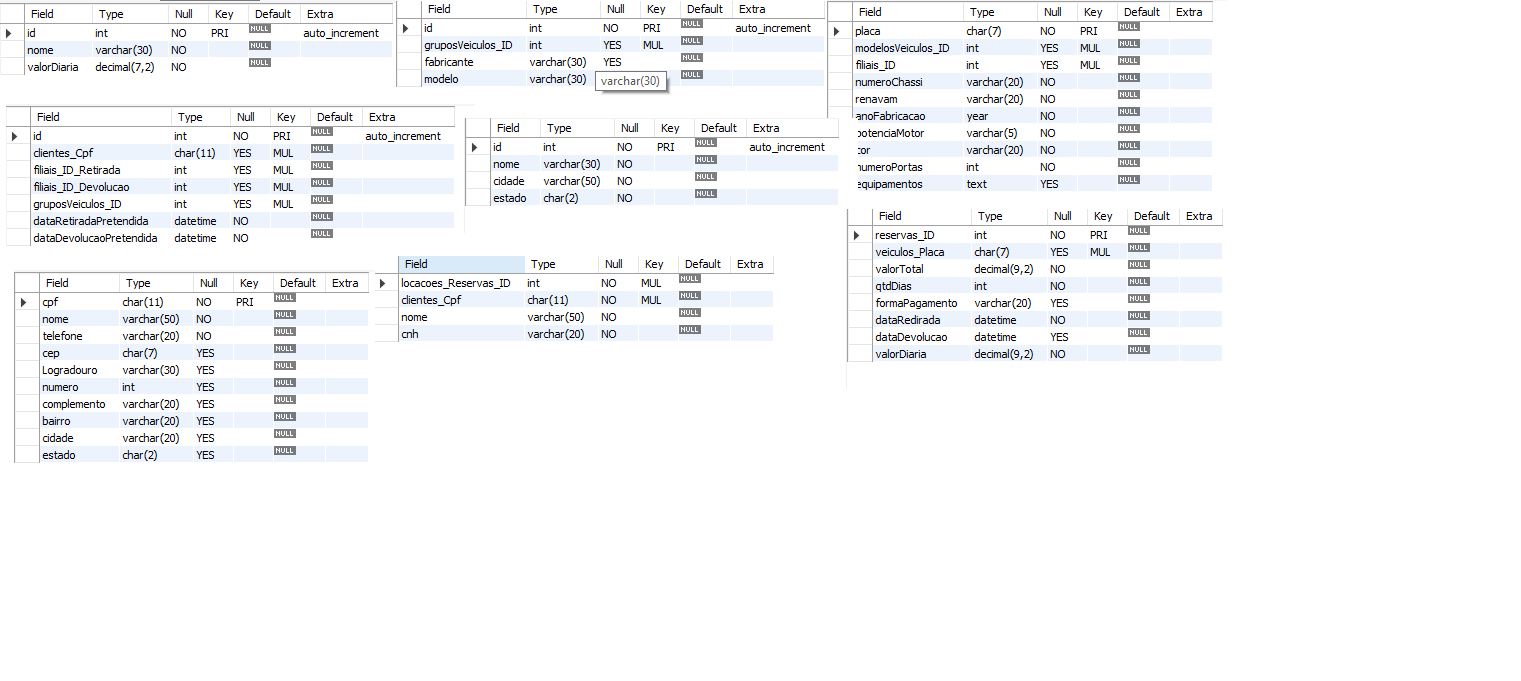 Field Type Null Key Default Extra
id int NO PRI NULL auto_increment
nome varchar(30) NO NULL
valorDiaria decimal(7,2) NO NULL
Field Type Null Key Default Extra
id int NO PRI NULL auto_increment
gruposVeiculos_ID int YES MUL NULL
fabricante varchar(30) YES NULL
modelo varchar(30) NULL
varchar(30)
Field Type Null Key Default Extra
placa char(7) NO PRI NULL
modelosVeiculos_ID int YES MUL NULL
filiais_ID int YES MUL NULL
numeroChassi varchar(20) NO NULL
renavam varchar(20) NO NULL
anoFabricacao year NO NULL
potenciaMotor varchar(5) NO NULL
cor varchar(20) NO NULL
numeroPortas int NO NULL
equipamentos text YES NULL
Field Type Null Key Default Extra
id int NO PRI NULL auto_increment
clientes_Cpf char(11) YES MUL NULL
filiais_ID_Retirada int YES MUL NULL
filiais_ID_Devolucao int YES MUL NULL
gruposVeiculos_ID int YES MUL NULL
dataRetiradaPretendida datetime NO NULL
dataDevolucaoPretendida datetime NO NULL
Field Type Null Key Default Extra
id int NO PRI NULL auto_increment
nome varchar(30) NO NULL
cidade varchar(50) NO NULL
estado char(2) NO NULL
Field Type Null Key Default Extra
reservas_ID int NO PRI NULL
veiculos_Placa char(7) YES MUL NULL
valorTotal decimal(9,2) NO NULL
qtdDias int NO NULL
formaPagamento varchar(20) YES NULL
dataRedirada datetime NO NULL
dataDevolucao datetime YES NULL
valorDiaria decimal(9,2) NO NULL
Field Type Null Key Default Extra
cpf char(11) NO PRI NULL
nome varchar(50) NO NULL
telefone varchar(20) NO NULL
cep char(7) YES NULL
Logradouro varchar(30) YES NULL
numero int YES NULL
complemento varchar(20) YES NULL
bairro varchar(20) YES NULL
cidade varchar(20) YES NULL
estado char(2) YES NULL
Field Type Null Key Default Extra
locacoes_Reservas_ID int NO MUL NULL
clientes_Cpf char(11) NO MUL NULL
nome varchar(50) NO NULL
cnh varchar(20) NO NULL